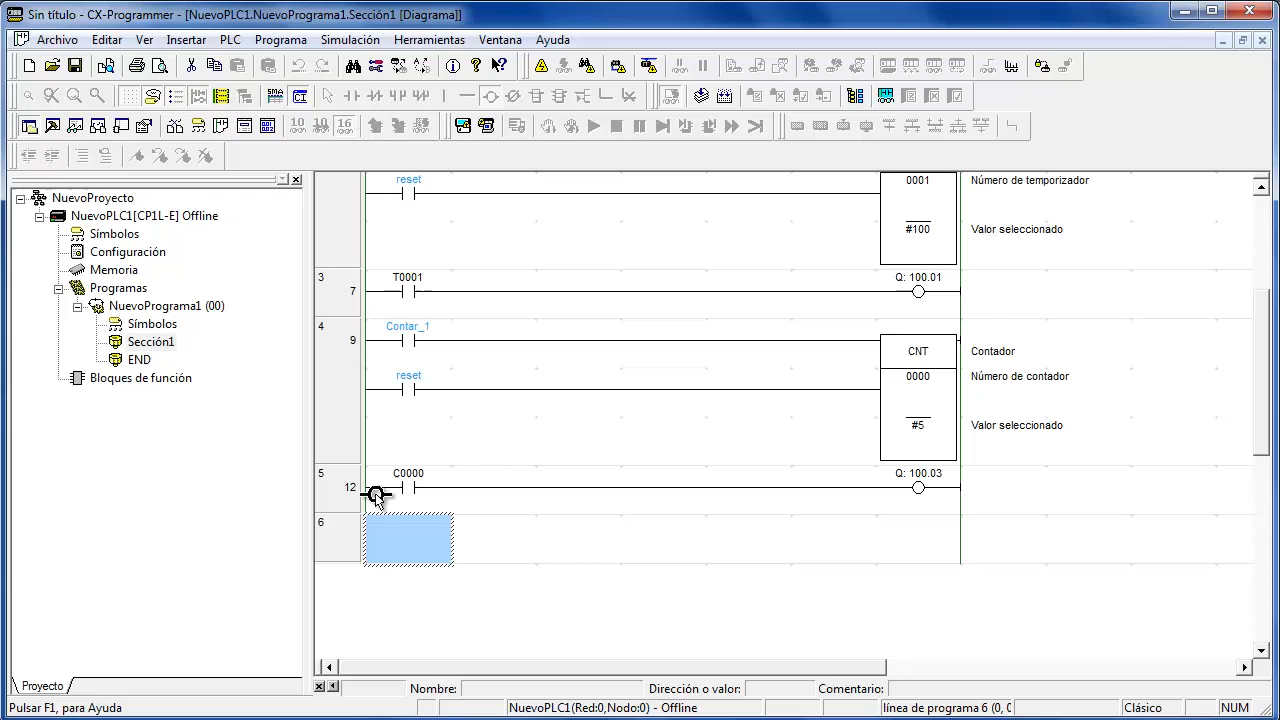 Sin título - CX-Programmer - [NuevoPLC1.NuevoPrograma1.Sección1 [Diagrama]]
Archivo Editar Ver Insertar PLC Programa Simulación Herramientas Ventana Ayuda
10 10 16
NuevoProyecto
NuevoPLC1[CP1L-E] Offline
Símbolos
Configuración
Memoria
Programas
NuevoPrograma1 (00)
Símbolos
Sección1
END
Bloques de función
Proyecto
reset
0001
Número de temporizador
#100
Valor seleccionado
3
7
T0001
Q: 100.01
4
9
Contar_1
CNT
Contador
reset
0000
Número de contador
#5
Valor seleccionado
5
12
C0000
Q: 100.03
6
Nombre: Dirección o valor: Comentario:
Pulsar F1, para Ayuda
NuevoPLC1(Red:0,Nodo:0) - Offline
línea de programa 6 (0, 0
Clásico
NUM